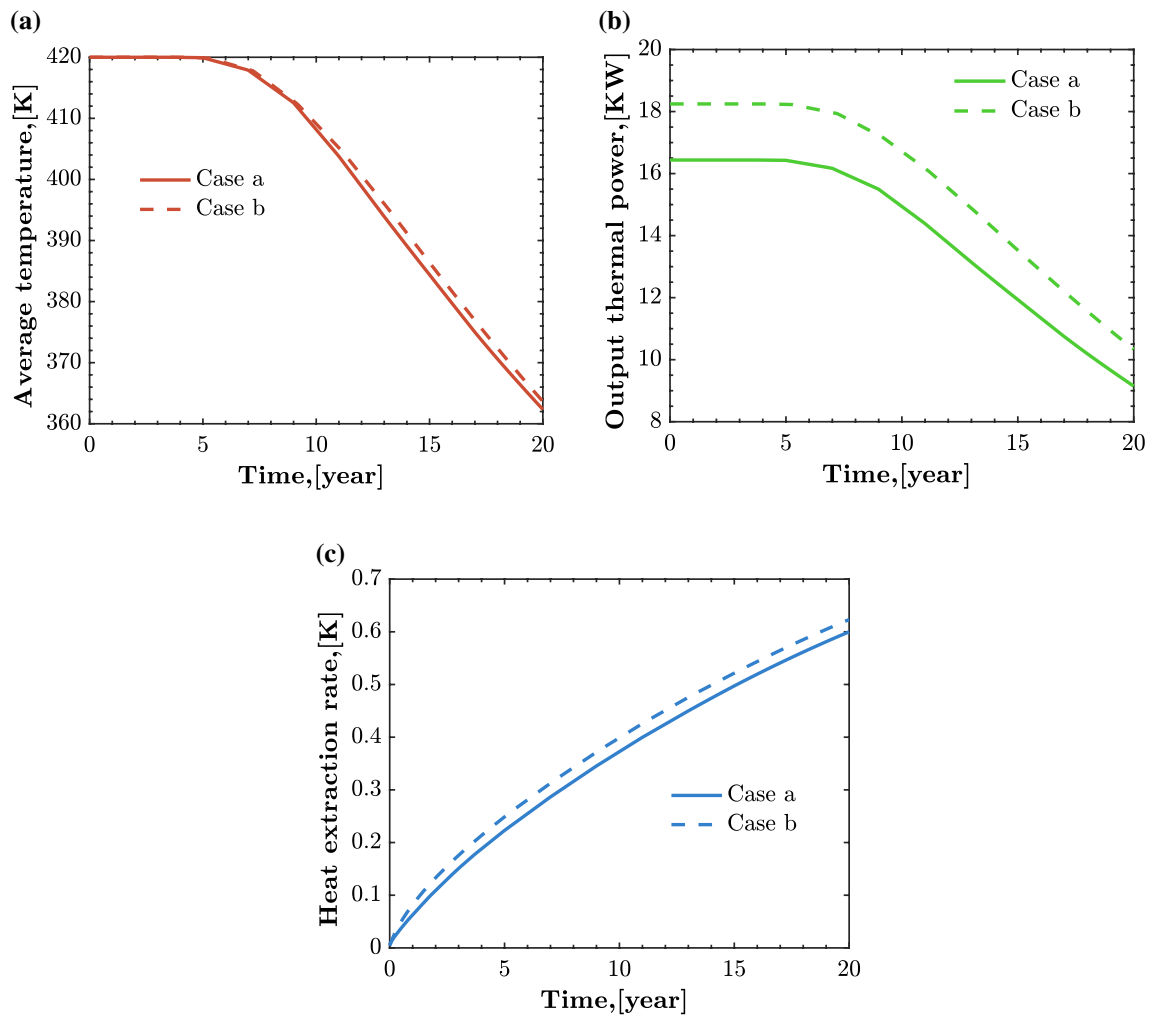 (a)
420
410
400
390
380
370
360
Average temperature,[K]
Case a
Case b
0 5 10 15 20
Time,[year]
(b)
20
18
16
14
12
10
8
Output thermal power,[KW]
Case a
Case b
0 5 10 15 20
Time,[year]
(c)
0.7
0.6
0.5
0.4
0.3
0.2
0.1
0
Heat extraction rate,[K]
Case a
Case b
0 5 10 15 20
Time,[year]